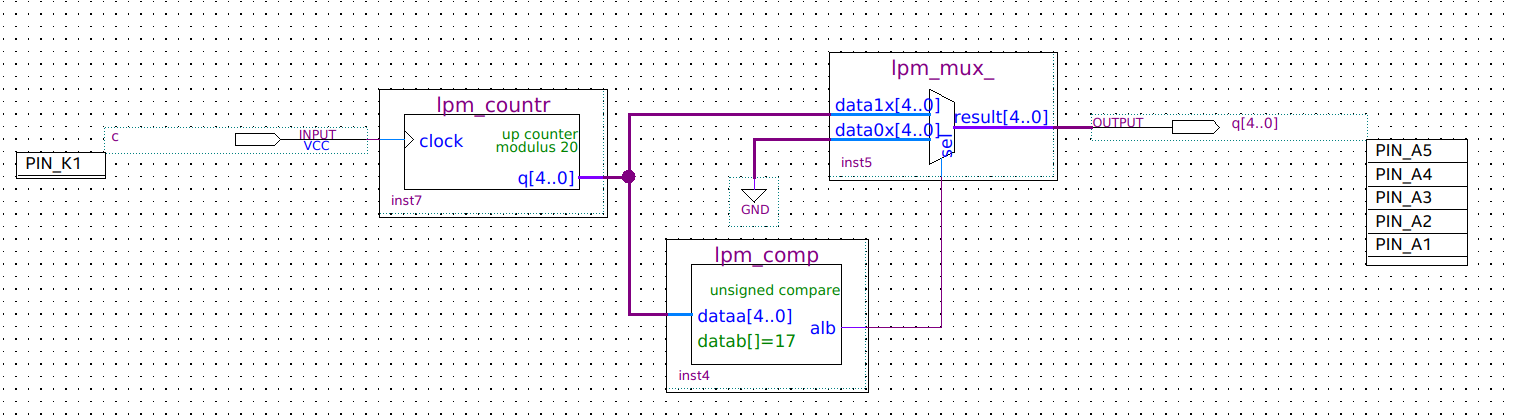 c
INPUT
VCC
PIN_K1
lpm_countr
clock
up counter
modulus 20
q[4..0]
inst7
lpm_mux_
data1x[4..0]
data0x[4..0]
sel
result[4..0]
inst5
GND
lpm_comp
unsigned compare
dataa[4..0]
alb
datab[]=17
inst4
OUTPUT
q[4..0]
PIN_A5
PIN_A4
PIN_A3
PIN_A2
PIN_A1